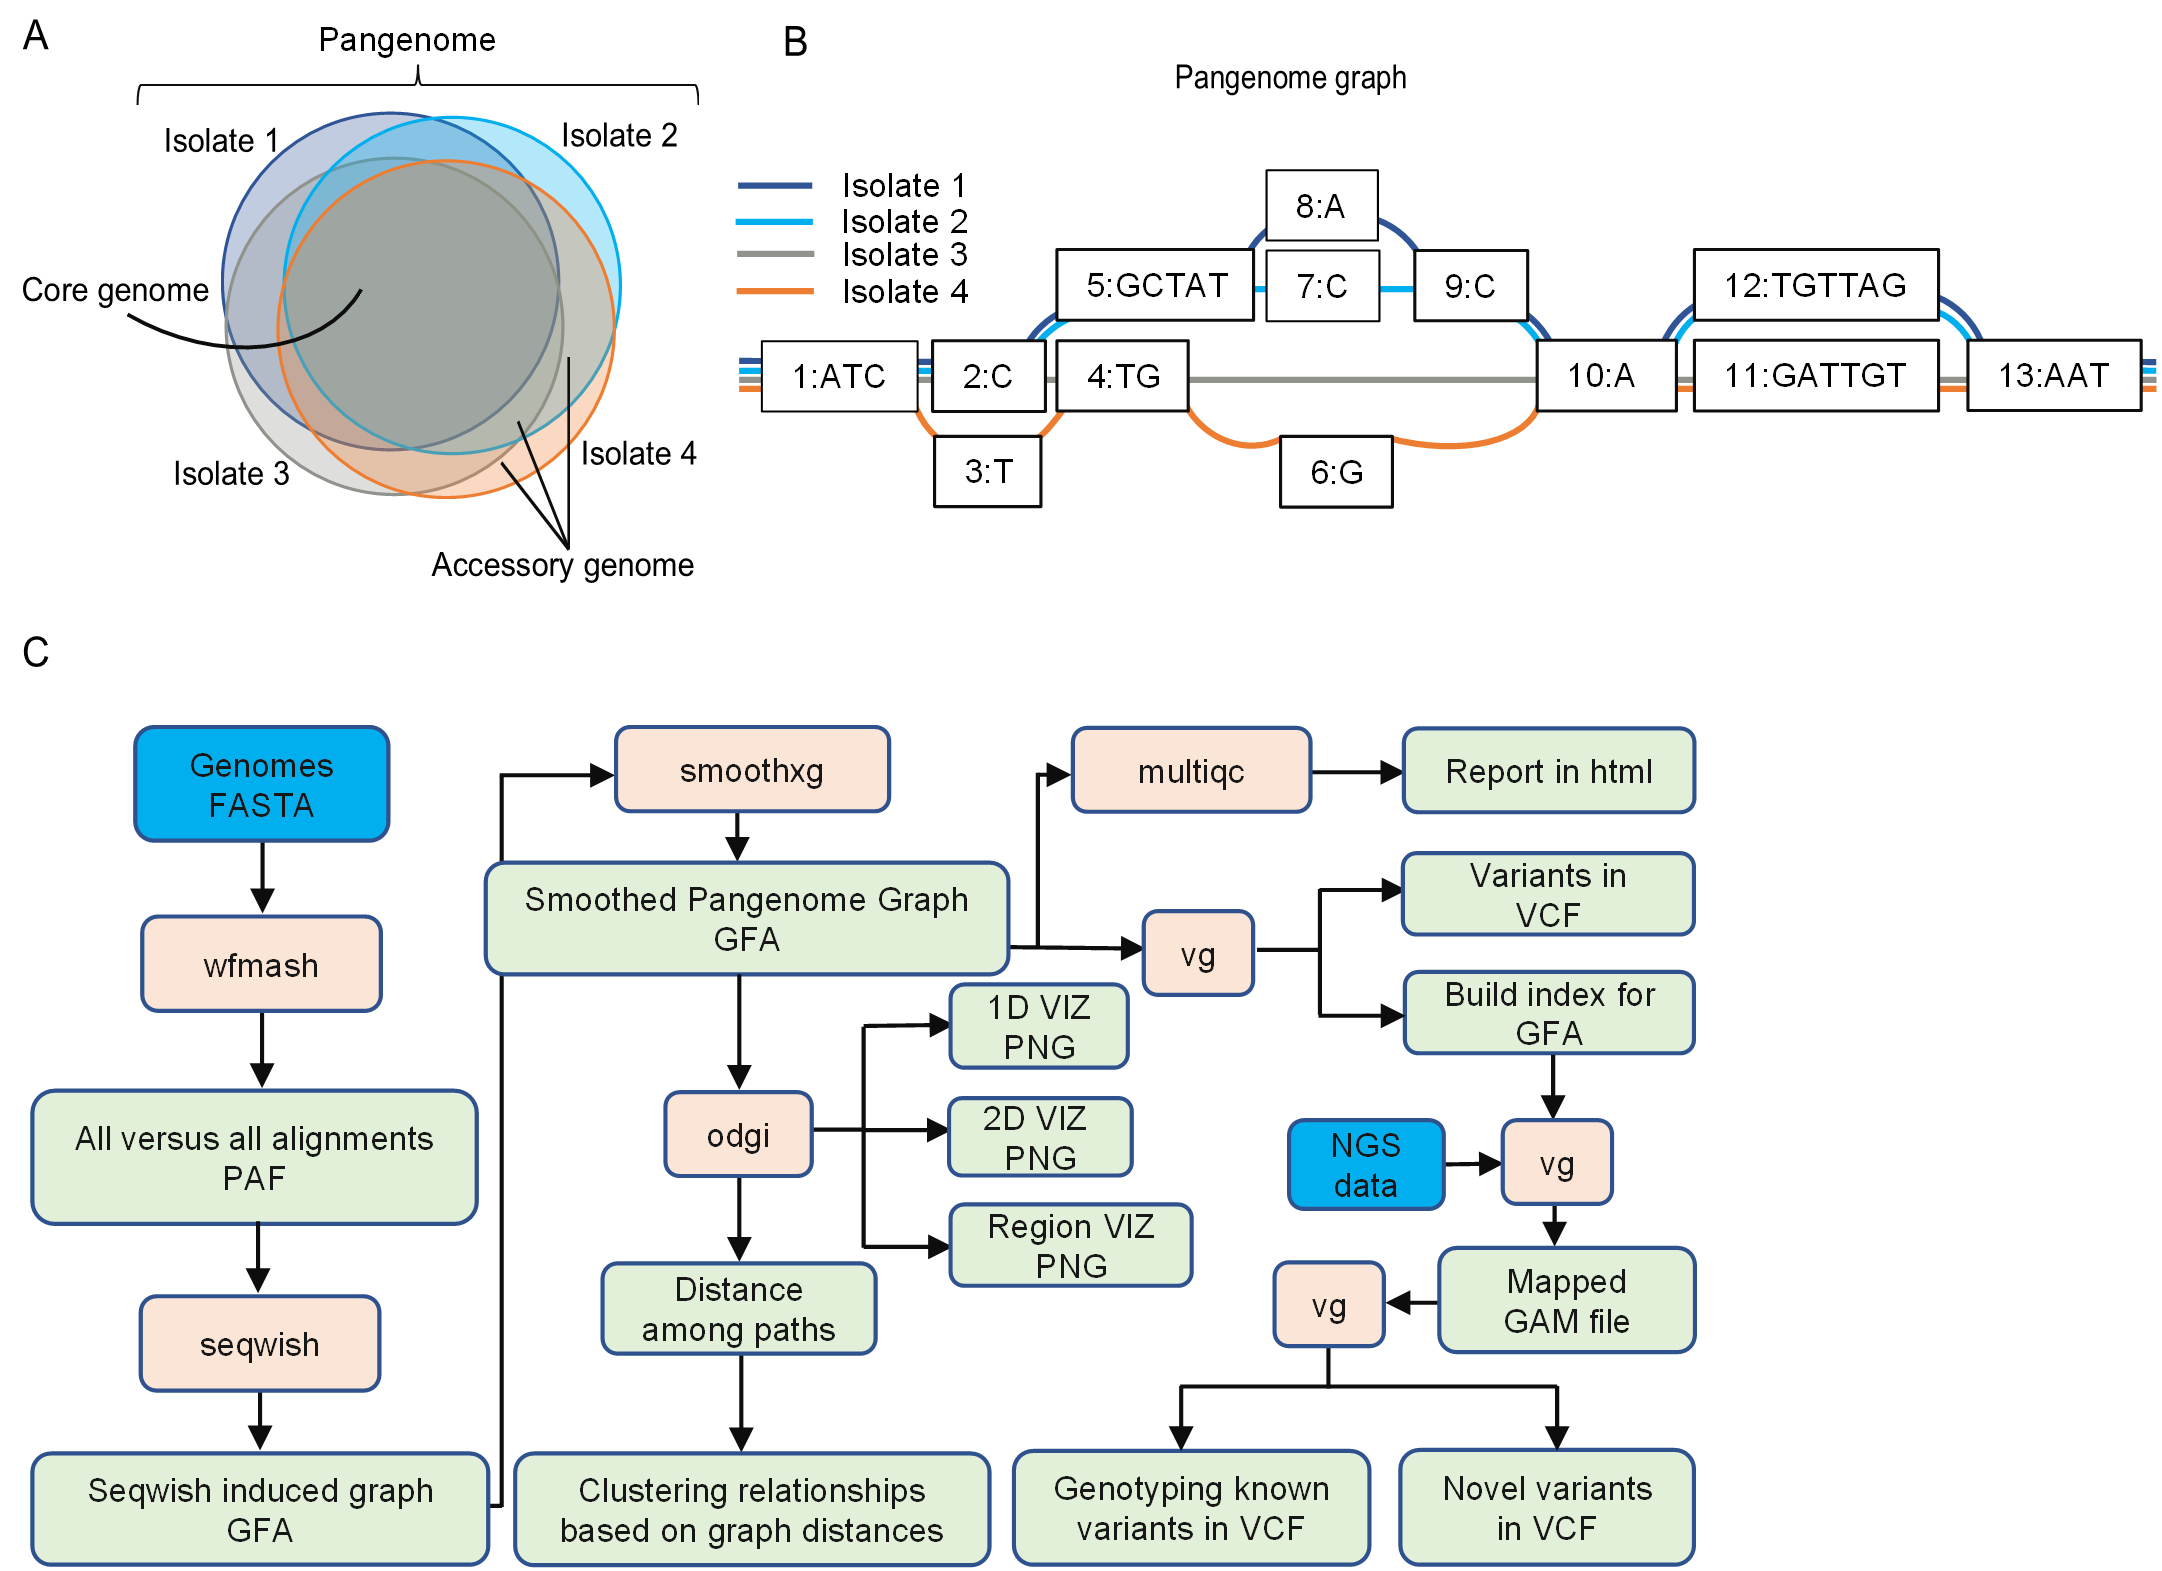 A
Pangenome
Isolate 1
Isolate 2
Core genome
Isolate 3
Isolate 4
Accessory genome
B
Pangenome graph
Isolate 1
Isolate 2
Isolate 3
Isolate 4
8:A
5:GCTAT
7:C
9:C
12:TGTTAG
1:ATC
2:C
4:TG
10:A
11:GATTGT
13:AAT
3:T
6:G
C
Genomes
FASTA
wfmash
All versus all alignments
PAF
seqwish
Seqwish induced graph
GFA
smoothxg
Smoothed Pangenome Graph
GFA
odgi
1D VIZ
PNG
2D VIZ
PNG
Region VIZ
PNG
Distance
among paths
Clustering relationships
based on graph distances
multiqc
Report in html
vg
Variants in
VCF
Build index for
GFA
NGS
data
vg
Mapped
GAM file
vg
Genotyping known
variants in VCF
Novel variants
in VCF